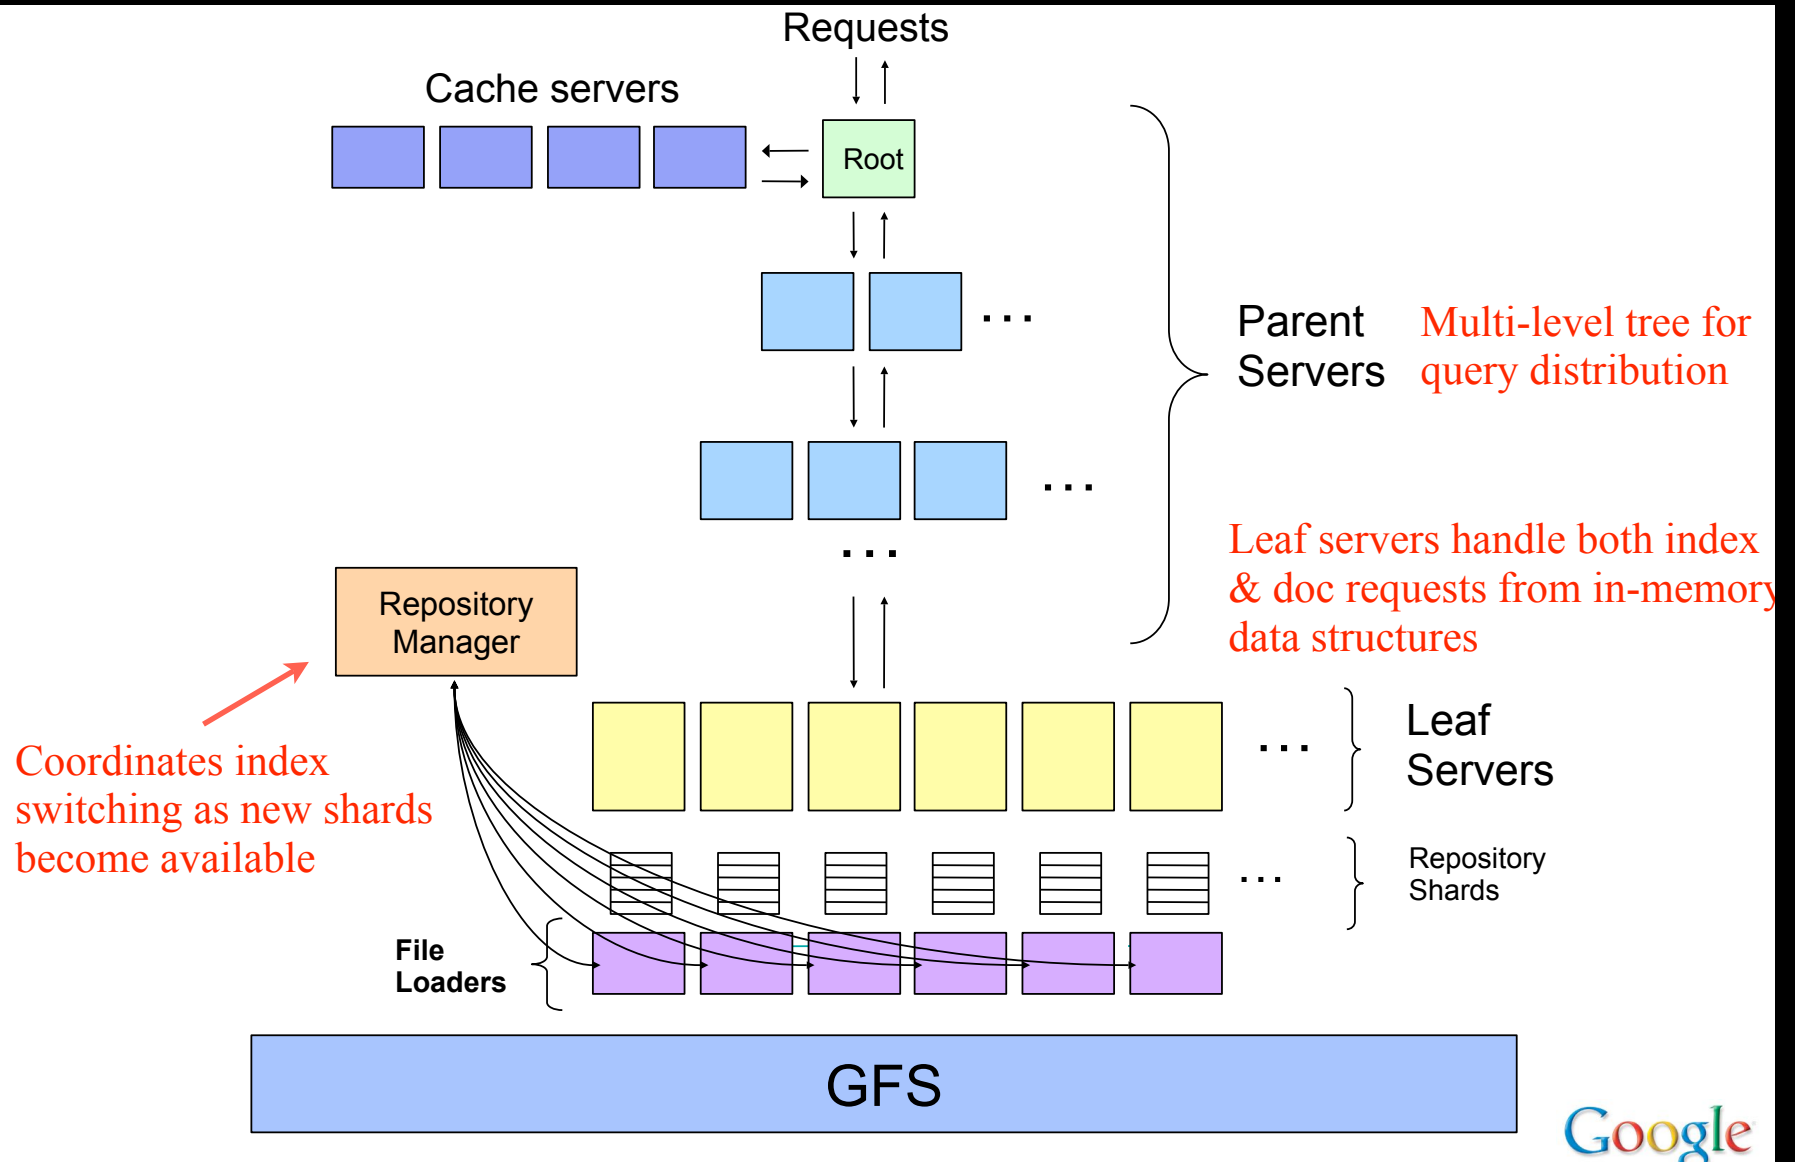 Requests
Cache servers
Root
Parent
Servers
Multi-level tree for
query distribution
Leaf servers handle both index
& doc requests from in-memory
data structures
Repository
Manager
Coordinates index
switching as new shards
become available
Leaf
Servers
Repository
Shards
File
Loaders
GFS
Google